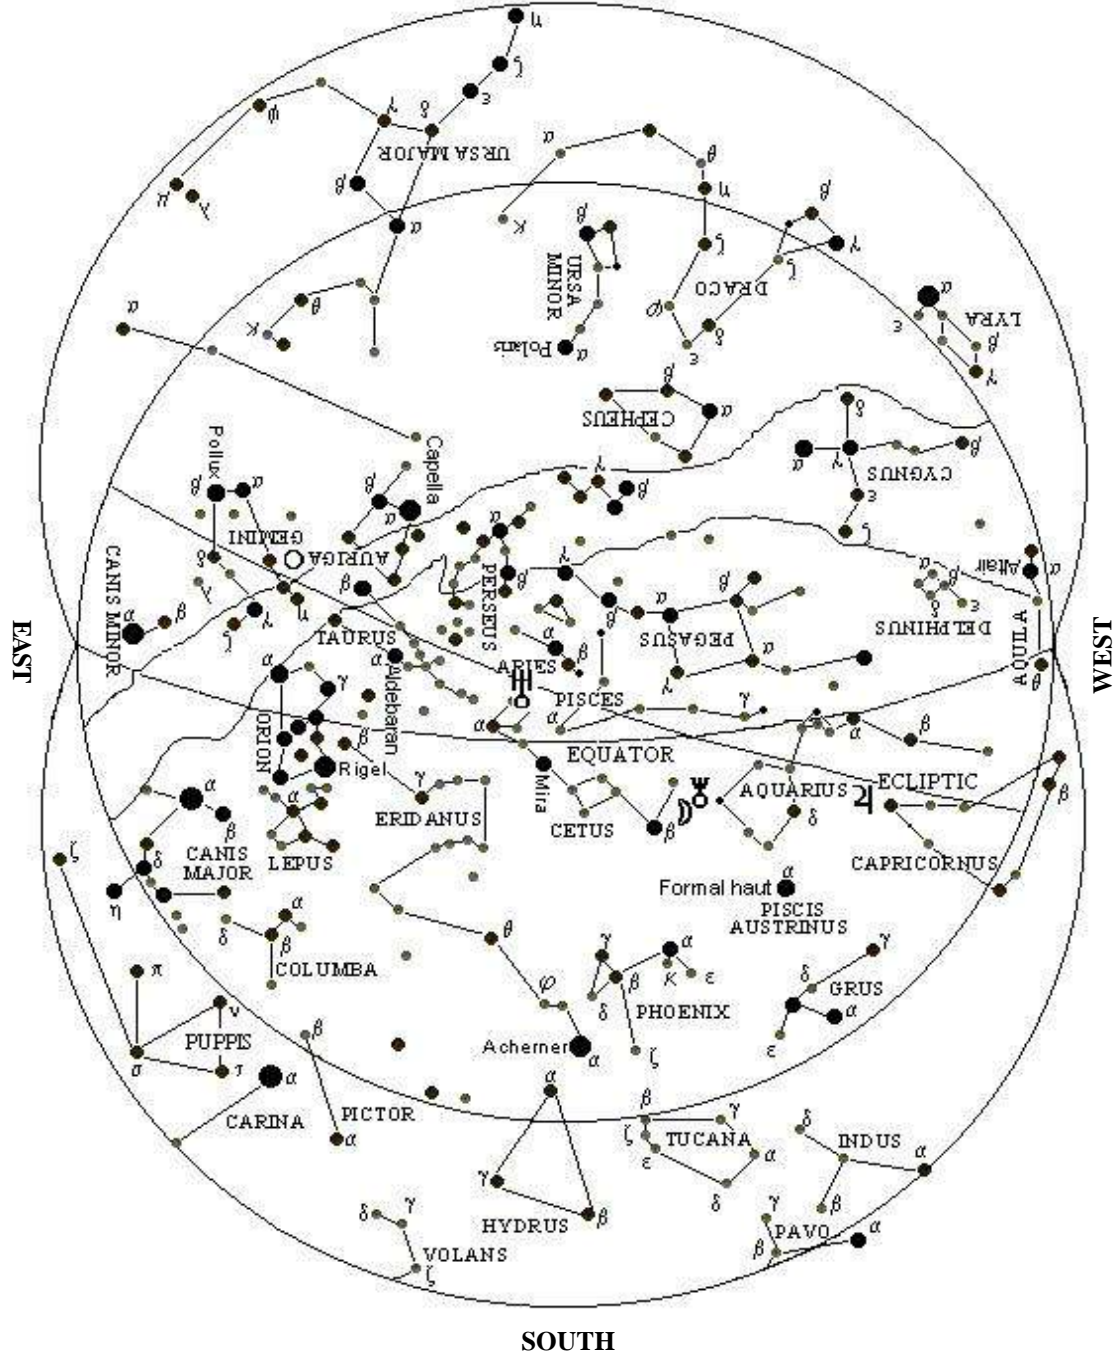 η
ζ
ε
δ
γ
φ
URSA MAJOR
β
α
μ
λ
α
θ
η
κ
ζ
β
URSA
MINOR
DRACO
β
γ
ξ
φ
δ
ε
α
ε
LYRA
β
γ
α
θ
κ
Polaris α
β
CEPHEUS
α
δ
α
γ
β
CYGNUS
ε
ζ
Pollux
β
α
GEMINI
δ
λ
ζ
γ
η
Capella
β
α
AURIGA
β
TAURUS
α
Aldebaran
α
PERSEUS
β
γ
β
γ
β
α
β
PEGASUS
γ
α
α
β
ARIES
PISCES
α
α
γ
β
δ
ε
DELPHINUS
Altair
α
AQUILA
θ
CANIS MINOR
α
β
EAST
WEST
α
γ
ORION
Rigel
β
γ
ERIDANUS
EQUATOR
Mira
CETUS
β
α
β
AQUARIUS
δ
ECLIPTIC
β
CAPRICORNUS
α
β
CANIS
MAJOR
δ
η
α
LEPUS
ζ
α
δ
β
COLUMBA
Formal haut
α
PISCIS
AUSTRINUS
θ
φ
γ
α
κ
ε
β
δ
PHOENIX
ζ
γ
δ
GRUS
α
ε
π
ν
PUPPIS
σ
τ
β
Acherner
α
α
CARINA
PICTOR
α
α
HYDRUS
γ
β
β
γ
ζ
TUCANA
ε
α
δ
δ
INDUS
α
β
δ
γ
VOLANS
ζ
γ
PAVO
α
β
SOUTH